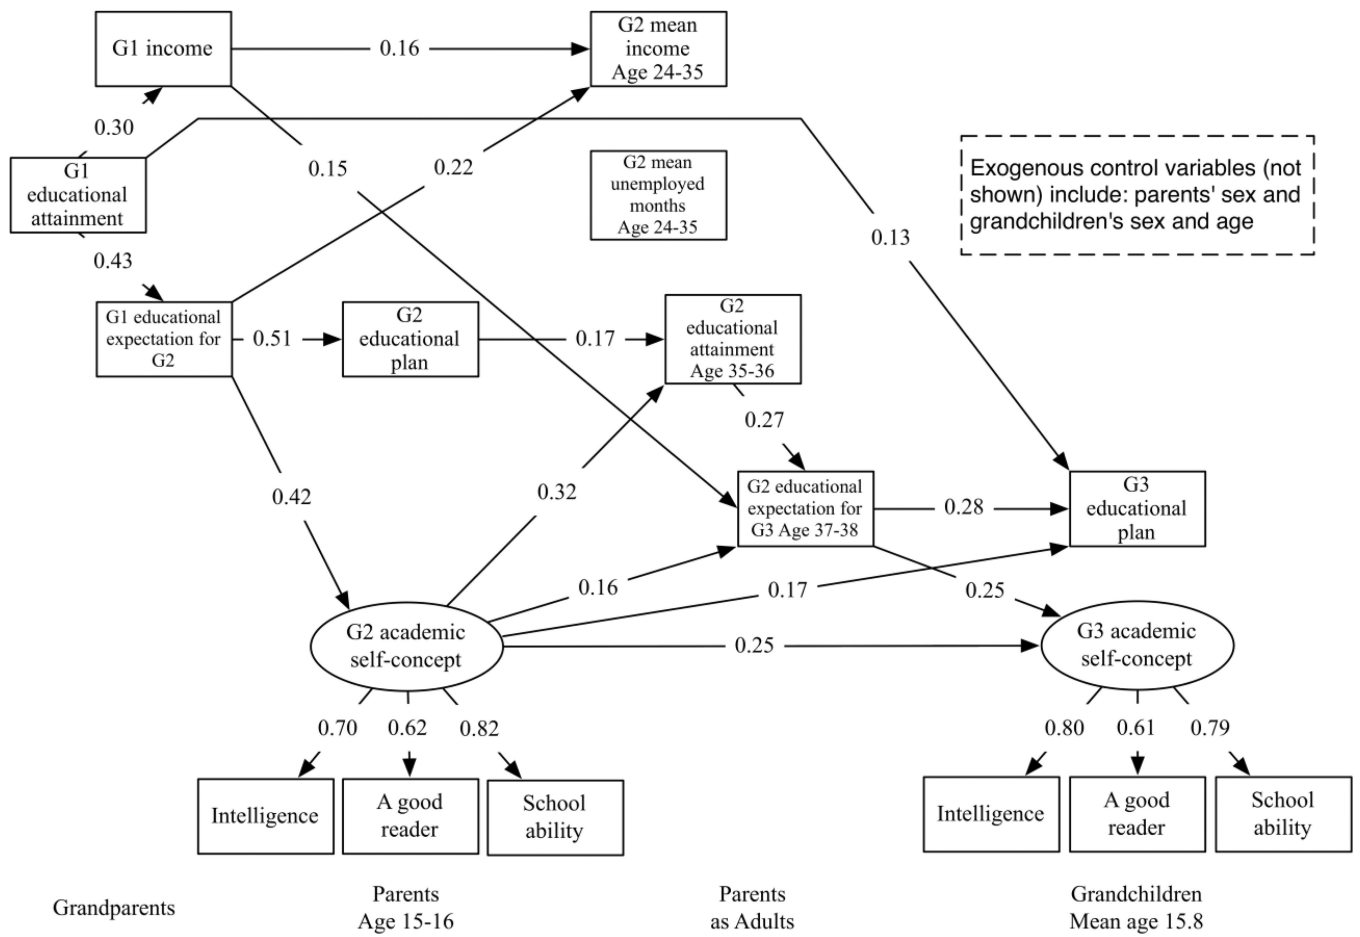 G1 income
0.16
G2 mean
income
Age 24-35
0.30
G1
educational
attainment
0.15
0.22
G2 mean
unemployed
months
Age 24-35
Exogenous control variables (not
shown) include: parents' sex and
grandchildren's sex and age
0.13
0.43
G1 educational
expectation for
G2
0.51
G2
educational
plan
0.17
G2
educational
attainment
Age 35-36
0.27
0.42
0.32
G2 educational
expectation for
G3 Age 37-38
0.28
G3
educational
plan
0.16
0.17
0.25
G2 academic
self-concept
0.25
G3 academic
self-concept
0.70
0.62
0.82
0.80
0.61
0.79
Intelligence
A good
reader
School
ability
Intelligence
A good
reader
School
ability
Grandparents
Parents
Age 15-16
Parents
as Adults
Grandchildren
Mean age 15.8